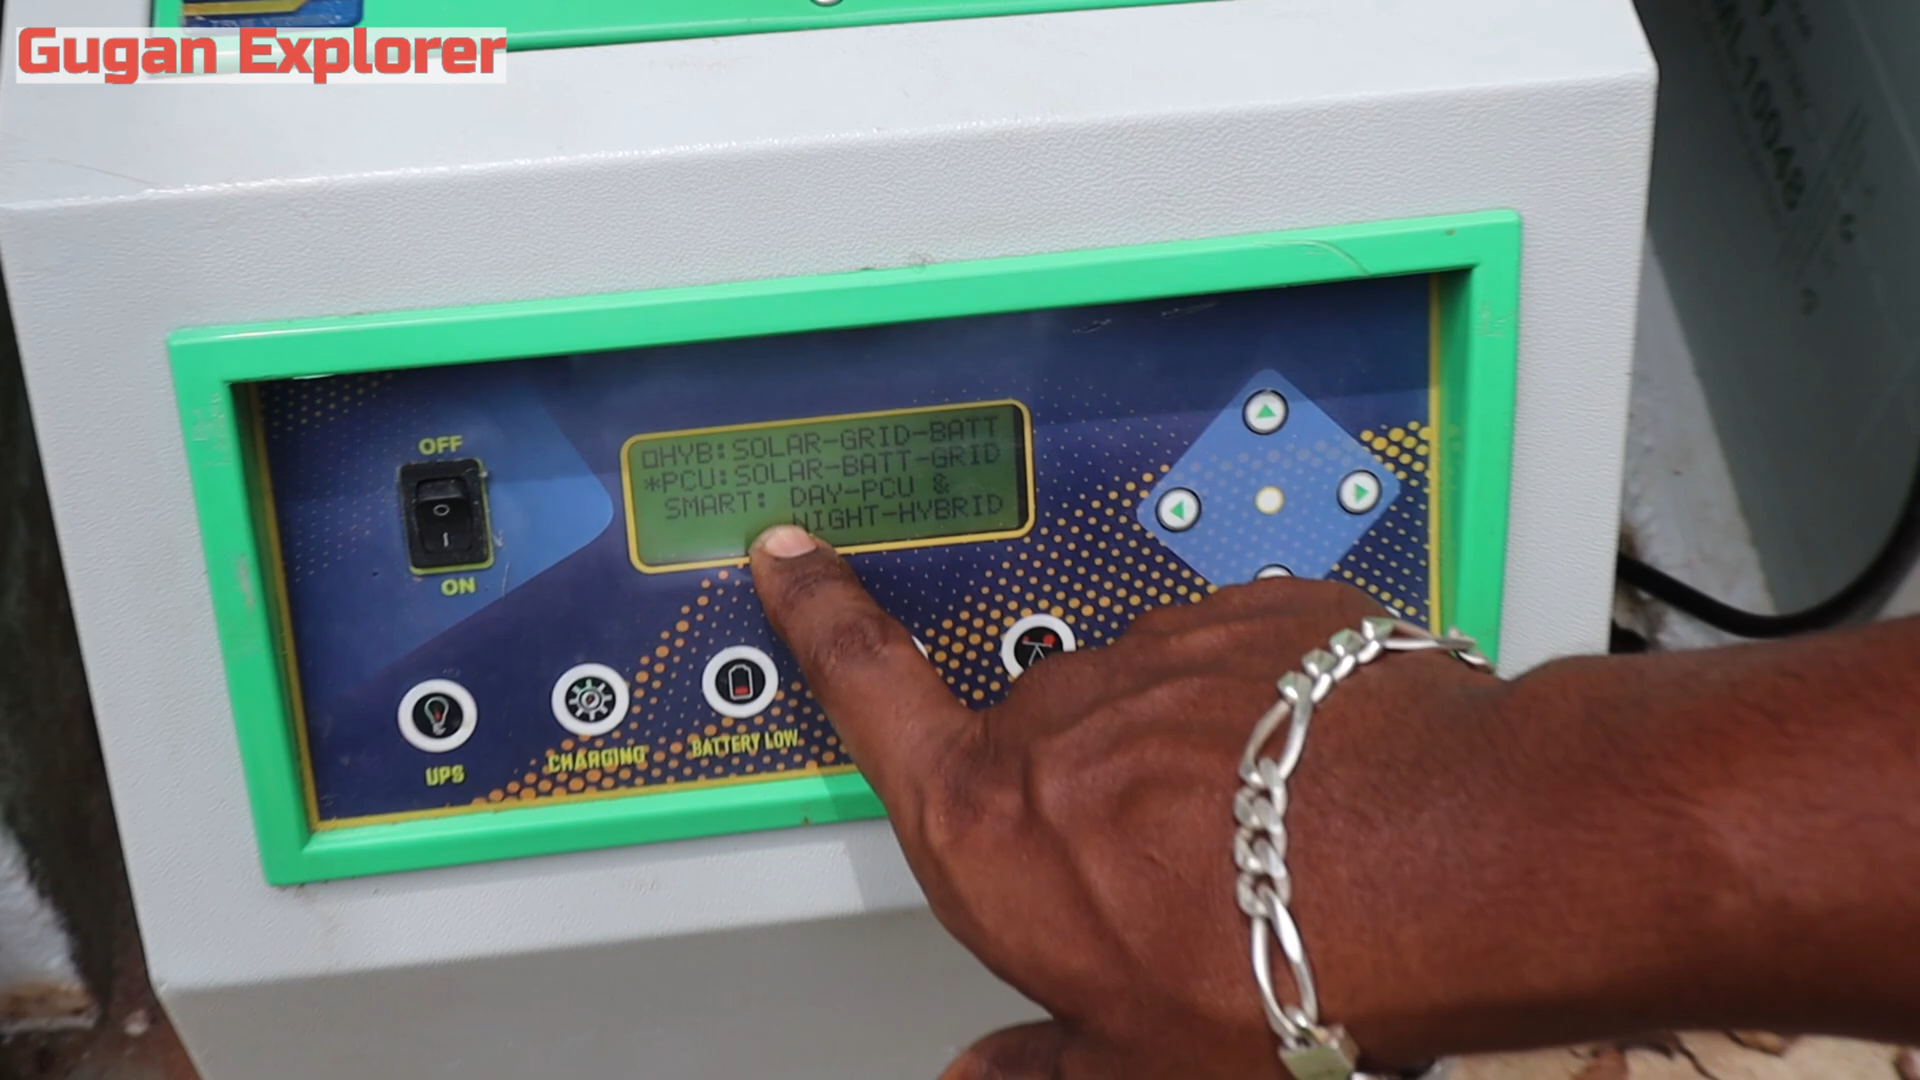 Gugan Explorer
OFF
ON
HYB:SOLAR-GRID-BATT
*PCU:SOLAR-BATT-GRID
SMART: DAY-PCU &
NIGHT-HYBRID
UPS
CHARGING
BATTERY LOW